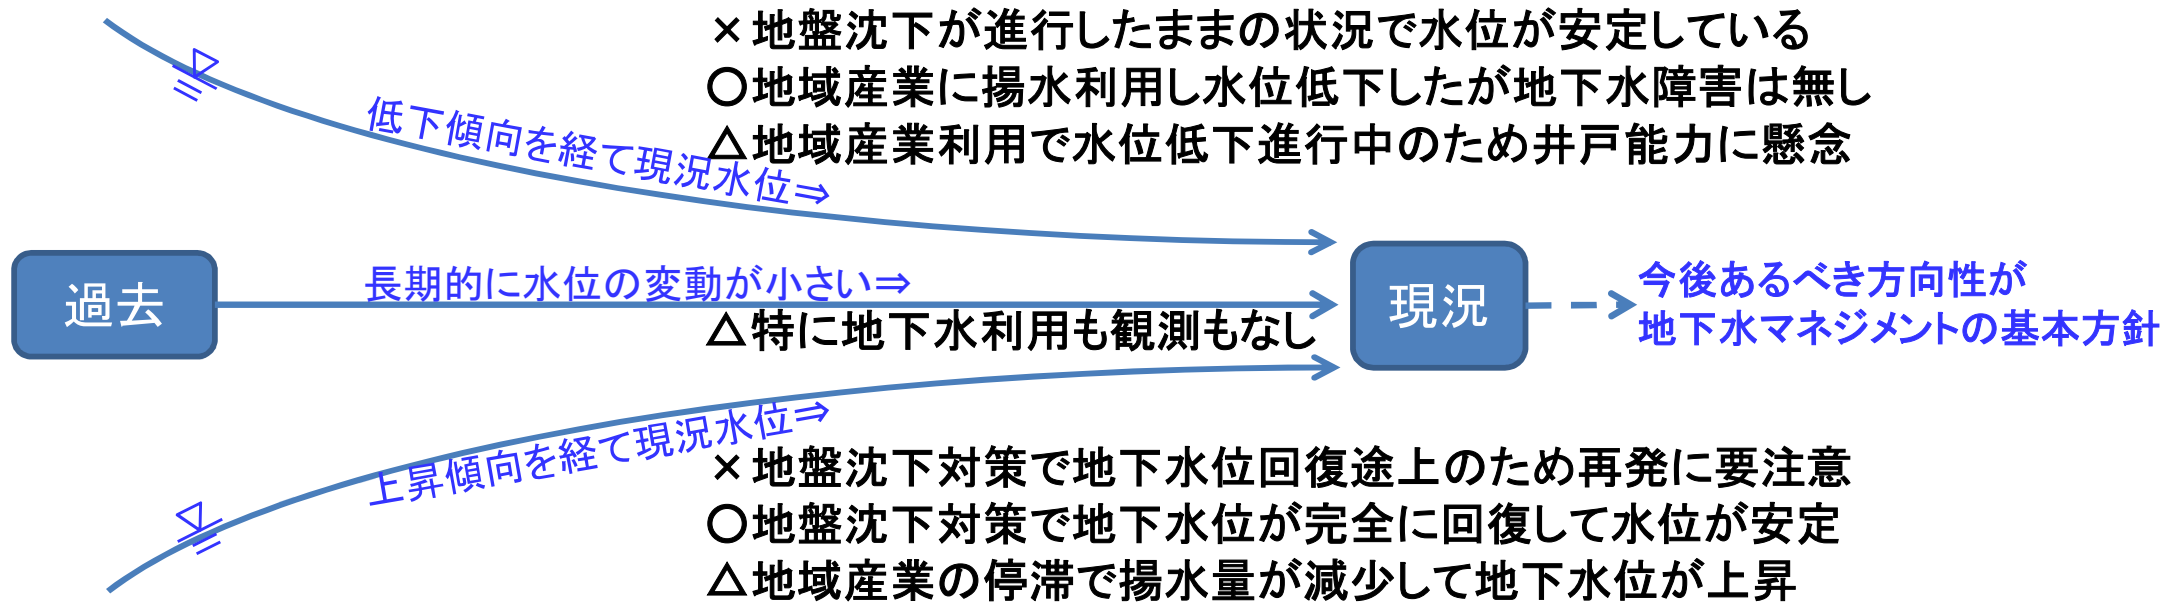 ×地盤沈下が進行したままの状況で水位が安定している
○地域産業に揚水利用し水位低下したが地下水障害は無し
△地域産業利用で水位低下進行中のため井戸能力に懸念
低下傾向を経て現況水位⇒
過去
長期的に水位の変動が小さい⇒
△特に地下水利用も観測もなし
現況
今後あるべき方向性が
地下水マネジメントの基本方針
上昇傾向を経て現況水位⇒
×地盤沈下対策で地下水位回復途上のため再発に要注意
○地盤沈下対策で地下水位が完全に回復して水位が安定
△地域産業の停滞で揚水量が減少して地下水位が上昇